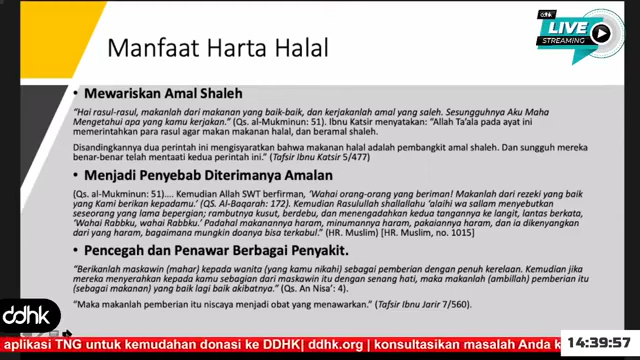 ddhk
LIVE
STREAMING
Manfaat Harta Halal
• Mewariskan Amal Shaleh
"Hai rasul-rasul, makanlah dari makanan yang baik-baik, dan kerjakanlah amal yang saleh. Sesungguhnya Aku Maha
Mengetahui apa yang kamu kerjakan." (Qs. al-Mukminun: 51). Ibnu Katsir menyatakan: "Allah Ta'ala pada ayat ini
memerintahkan para rasul agar makan makanan halal, dan beramal shaleh.
Disandingkannya dua perintah ini mengisyaratkan bahwa makanan halal adalah pembangkit amal shaleh. Dan sungguh mereka
benar-benar telah mentaati kedua perintah ini." (Tafsir Ibnu Katsir 5/477)
• Menjadi Penyebab Diterimanya Amalan
(Qs. al-Mukminun: 51).... Kemudian Allah SWT berfirman, 'Wahai orang-orang yang beriman! Makanlah dari rezeki yang baik
yang Kami berikan kepadamu.' (QS. Al-Baqarah: 172). Kemudian Rasulullah shallallahu 'alaihi wa sallam menyebutkan
seseorang yang lama bepergian; rambutnya kusut, berdebu, dan menengadahkan kedua tangannya ke langit, lantas berkata,
'Wahai Rabbku, wahai Rabbku.' Padahal makanannya haram, minumannya haram, pakaiannya haram, dan ia dikenyangkan
dari yang haram, bagaimana mungkin doanya bisa terkabul." (HR. Muslim) [HR. Muslim, no. 1015]
• Pencegah dan Penawar Berbagai Penyakit.
"Berikanlah maskawin (mahar) kepada wanita (yang kamu nikahi) sebagai pemberian dengan penuh kerelaan. Kemudian jika
mereka menyerahkan kepada kamu sebagian dari maskawin itu dengan senang hati, maka makanlah (ambillah) pemberian itu
(sebagai makanan) yang baik lagi baik akibatnya." (Qs. An Nisa': 4).
"Maka makanlah pemberian itu niscaya menjadi obat yang menawarkan." (Tafsir Ibnu Jarir 7/560).
ddhk
aplikasi TNG untuk kemudahan donasi ke DDHK| ddhk.org | konsultasikan masalah Anda k
14:39:57